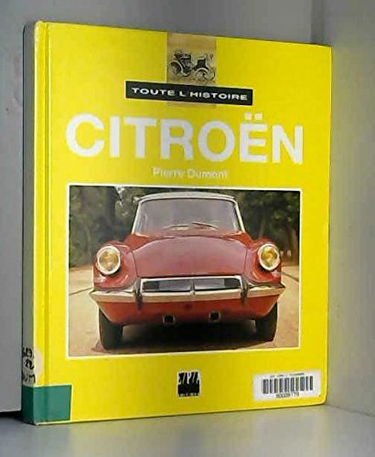 TOUTE L'HISTOIRE
CITROËN
Pierre Dumont